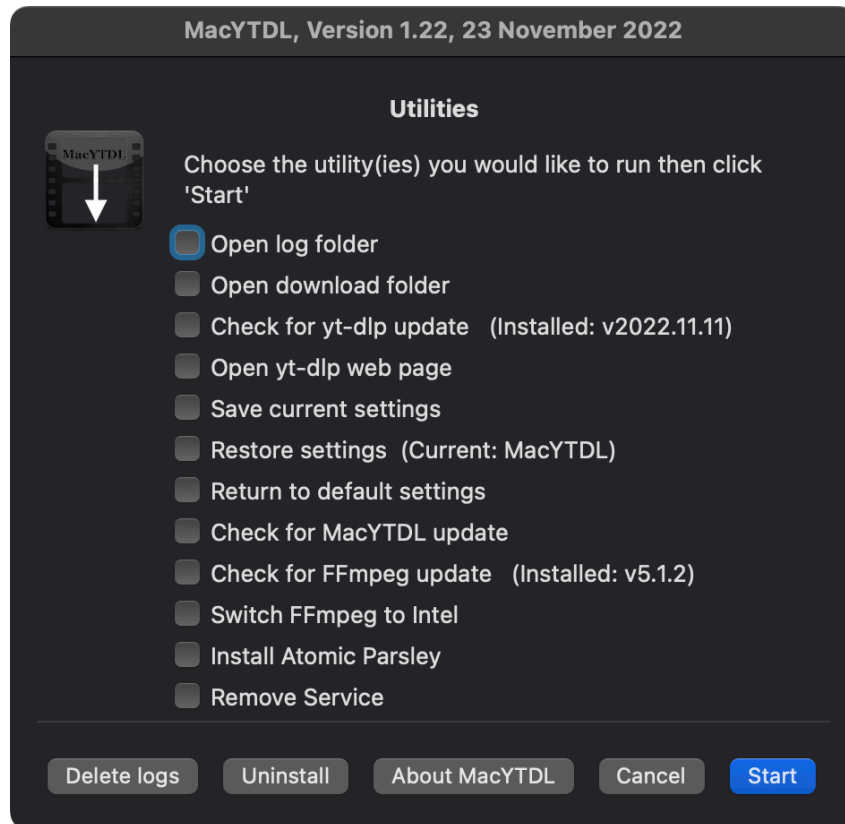 MacYTDL, Version 1.22, 23 November 2022
Utilities
MacYTDL
Choose the utility(ies) you would like to run then click
'Start'
Open log folder
Open download folder
Check for yt-dlp update (Installed: v2022.11.11)
Open yt-dlp web page
Save current settings
Restore settings (Current: MacYTDL)
Return to default settings
Check for MacYTDL update
Check for FFmpeg update (Installed: v5.1.2)
Switch FFmpeg to Intel
Install Atomic Parsley
Remove Service
Delete logs Uninstall About MacYTDL Cancel Start